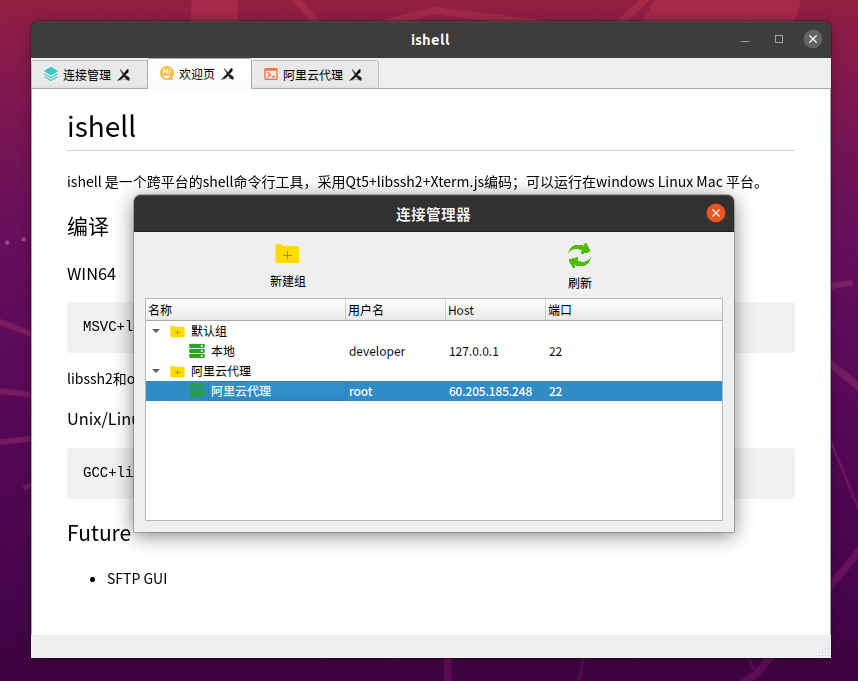 ishell
连接管理
欢迎页
阿里云代理
ishell
ishell 是一个跨平台的shell命令行工具，采用Qt5+libssh2+Xterm.js编码；可以运行在windows Linux Mac 平台。
编译
连接管理器
新建组
刷新
WIN64
名称 用户名 Host 端口
MSVC+l
默认组
本地 developer 127.0.0.1 22
阿里云代理
阿里云代理 root 60.205.185.248 22
libssh2和o
Unix/Linu
GCC+li
Future
• SFTP GUI